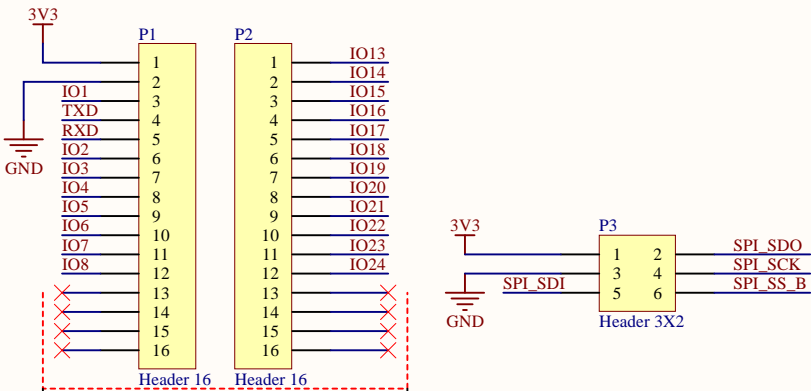 3V3
P1 P2
1 1 IO13
2 2 IO14
IO1 3 3 IO15
TXD 4 4 IO16
RXD 5 5 IO17
IO2 6 6 IO18
GND
IO3 7 7 IO19
IO4 8 8 IO20
IO5 9 9 IO21
IO6 10 10 IO22
IO7 11 11 IO23
IO8 12 12 IO24
13 13
14 14
15 15
16 16
Header 16 Header 16
3V3
P3
1 2 SPI_SDO
3 4 SPI_SCK
SPI_SDI 5 6 SPI_SS_B
GND
Header 3X2